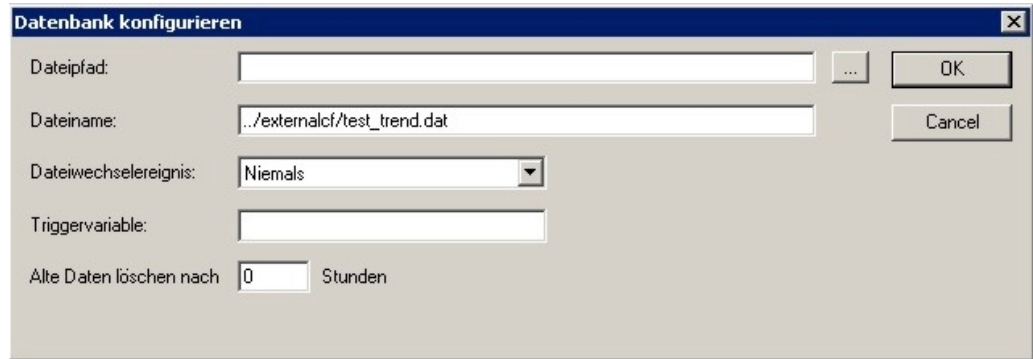 Datenbank konfigurieren
Dateipfad:
...
OK
Dateiname:
../externalcf/test_trend.dat
Cancel
Dateiwechselereignis:
Niemals
Triggervariable:
Alte Daten löschen nach
0
Stunden